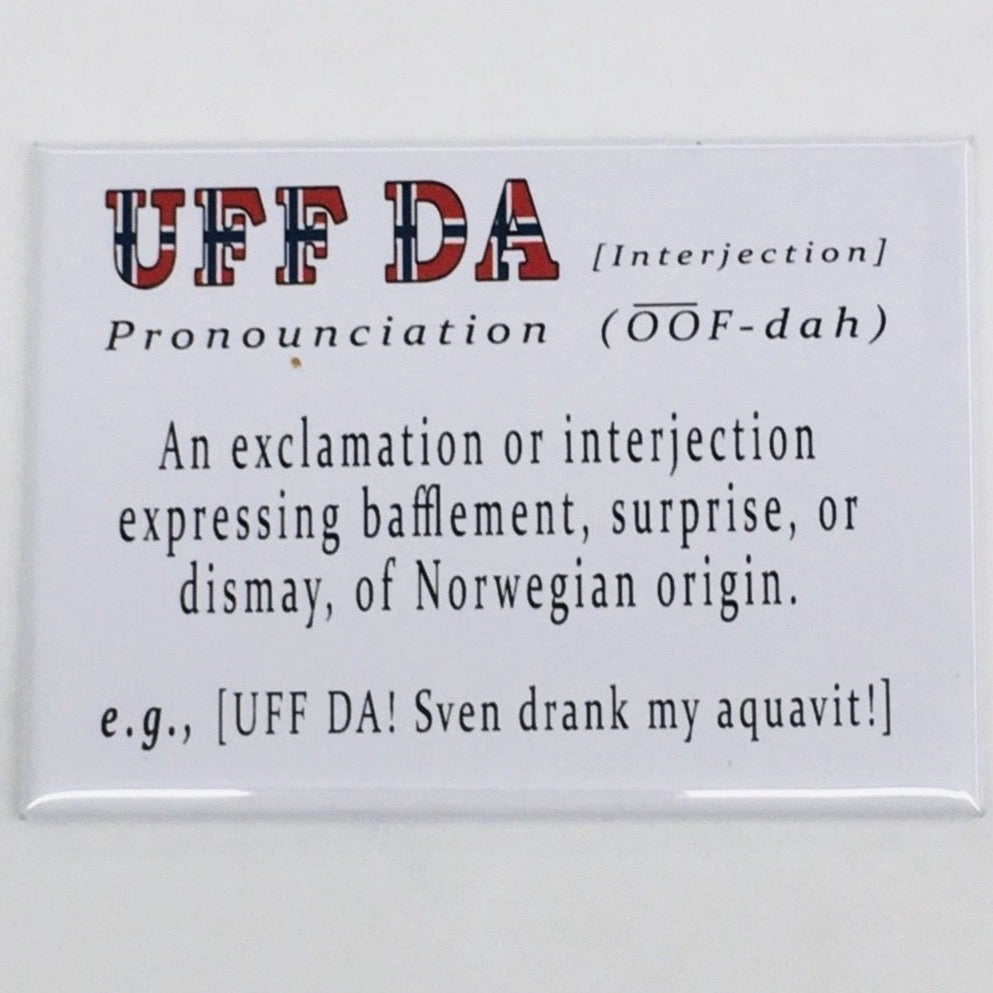 UFF DA [Interjection]
Pronounciation (O̅O̅F-dah)
An exclamation or interjection
expressing bafflement, surprise, or
dismay, of Norwegian origin.
e.g., [UFF DA! Sven drank my aquavit!]